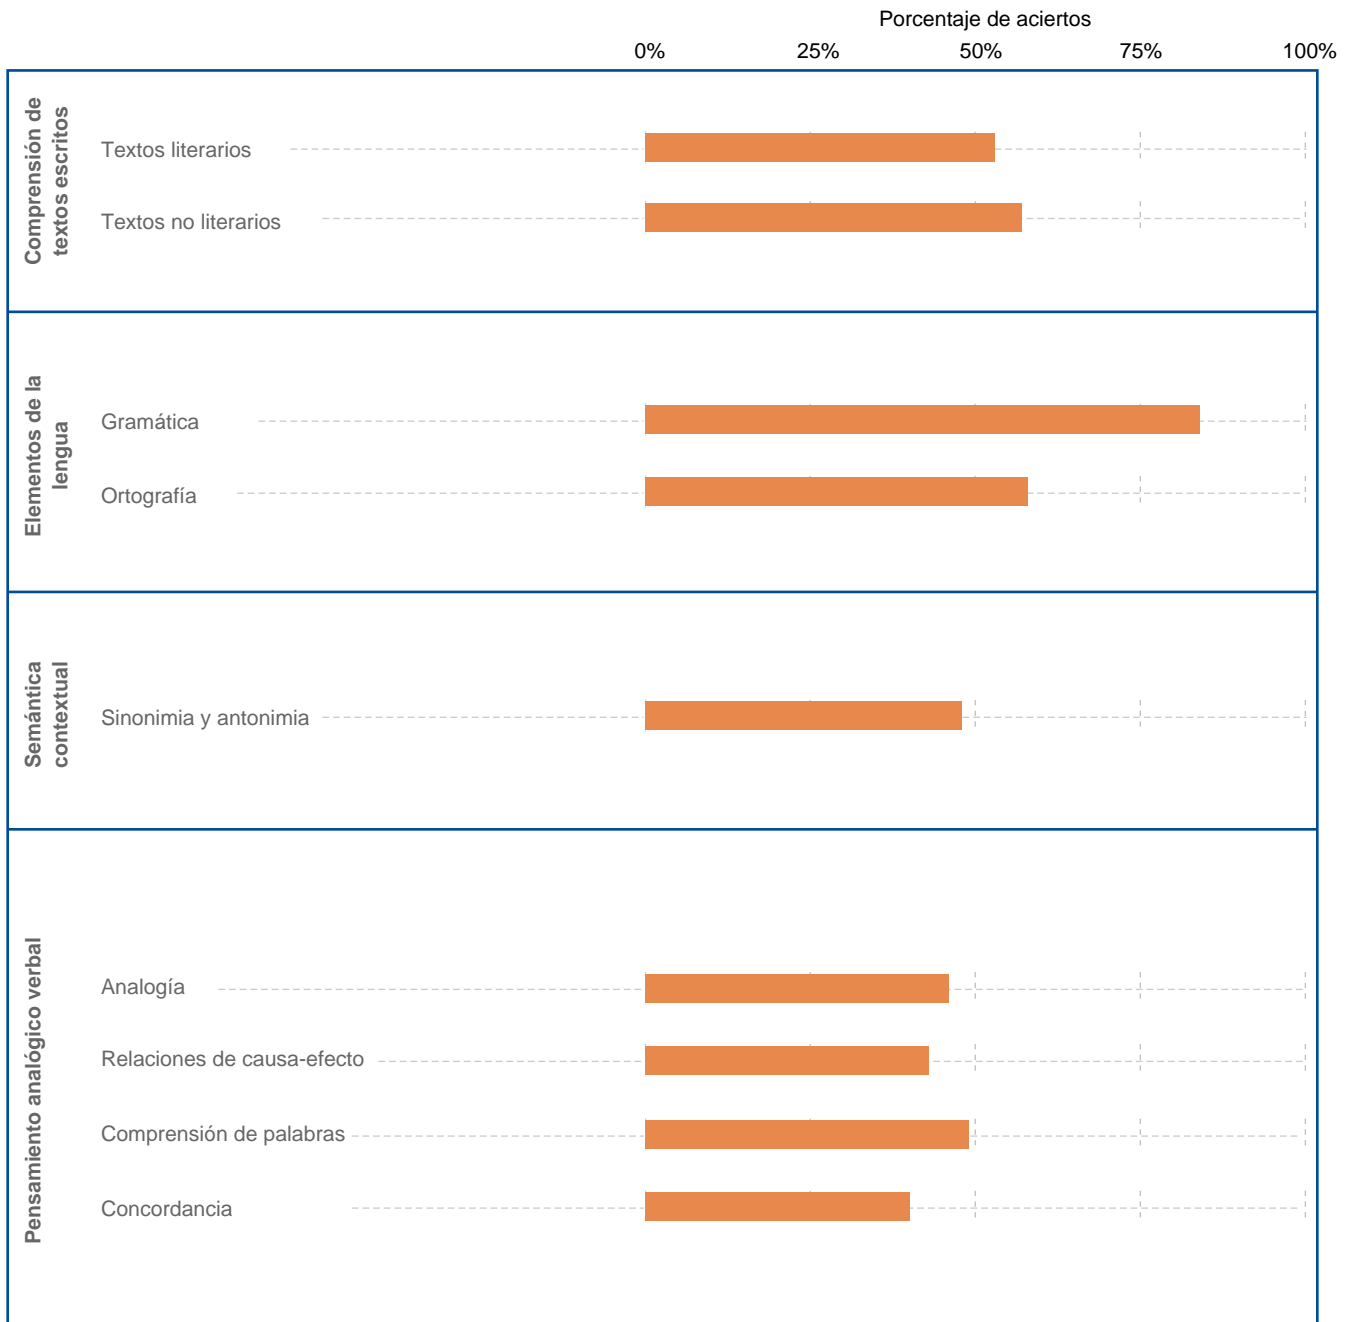 Porcentaje de aciertos
0% 25% 50% 75% 100%
Comprensión de
textos escritos
Textos literarios
Textos no literarios
Elementos de la
lengua
Gramática
Ortografía
Semántica
contextual
Sinonimia y antonimia
Pensamiento analógico verbal
Analogía
Relaciones de causa-efecto
Comprensión de palabras
Concordancia